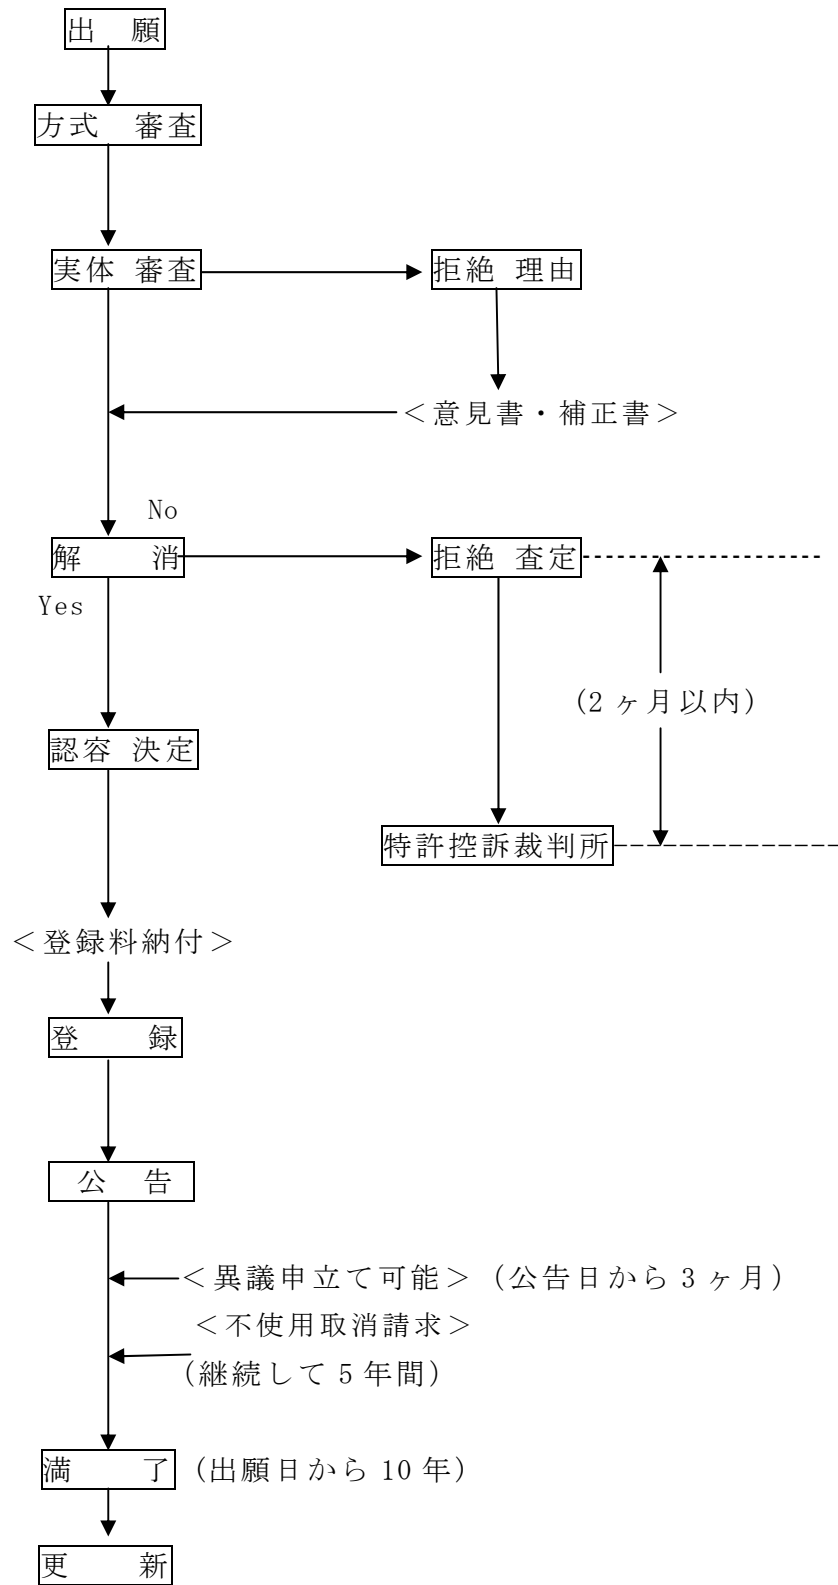 出 願
方式 審査
実体 審査
拒絶 理由
＜意見書・補正書＞
No
解 消
拒絶 査定
Yes
(2ヶ月以内)
認容 決定
特許控訴裁判所
＜登録料納付＞
登 録
公 告
＜異議申立て可能＞(公告日から3ヶ月)
＜不使用取消請求＞
(継続して5年間)
満 了 (出願日から10年)
更 新